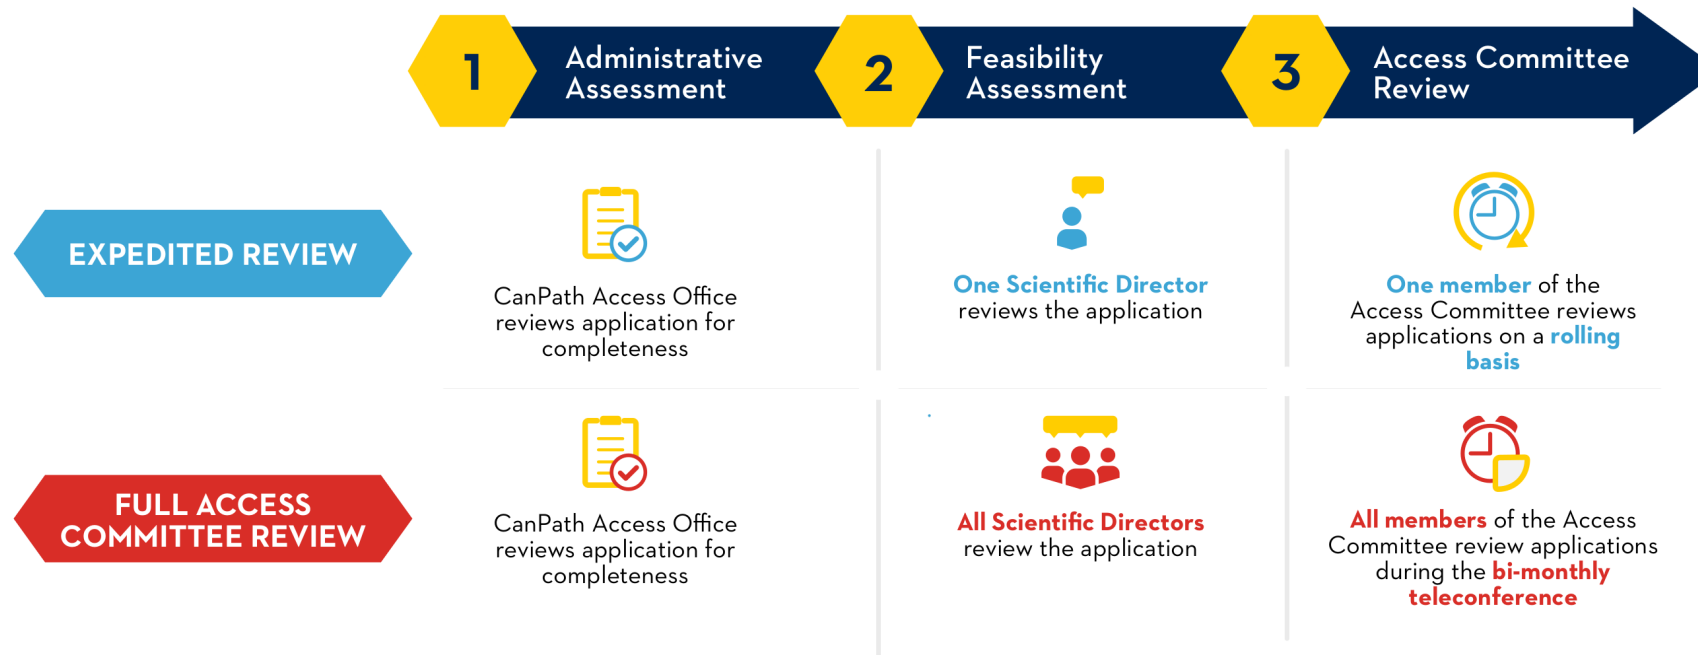 1
Administrative
Assessment
2
Feasibility
Assessment
3
Access Committee
Review
EXPEDITED REVIEW
CanPath Access Office
reviews application for
completeness
One Scientific Director
reviews the application
One member of the
Access Committee reviews
applications on a rolling
basis
FULL ACCESS
COMMITTEE REVIEW
CanPath Access Office
reviews application for
completeness
All Scientific Directors
review the application
All members of the Access
Committee review applications
during the bi-monthly
teleconference